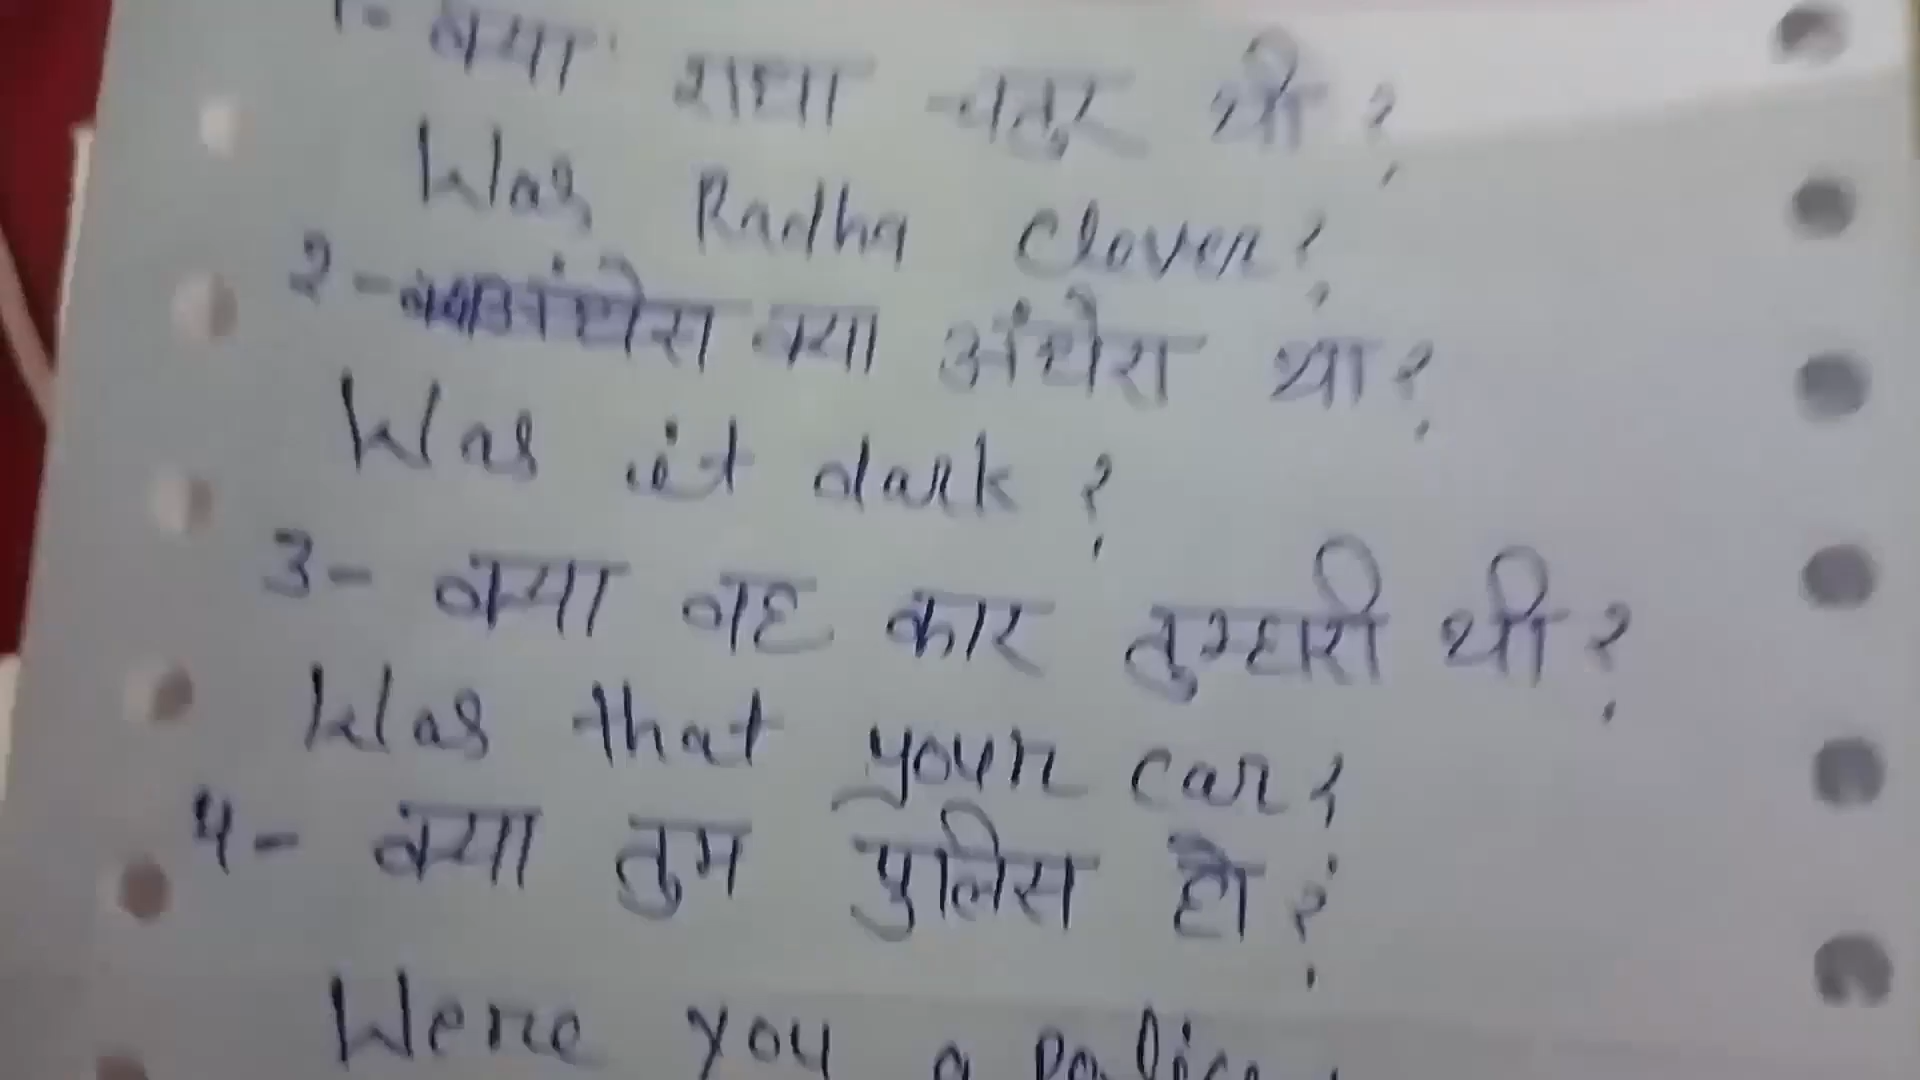 1- क्या राधा चतुर थी?
Was Radha Clever?
2- क्या अंधेरा था?
Was it dark?
3- क्या वह कार तुम्हारी थी?
Was that your car?
4- क्या तुम पुलिस हो?
Were you a